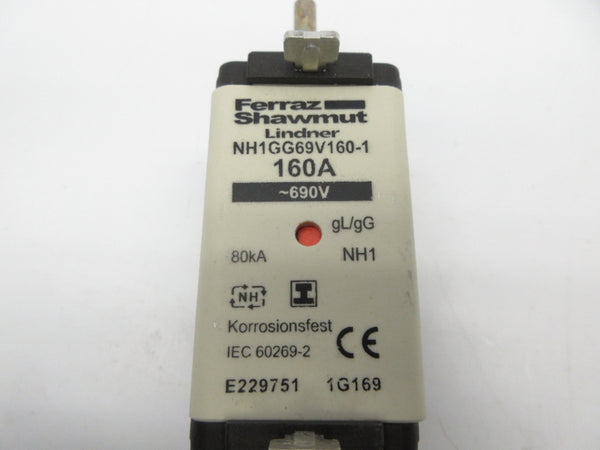 Ferraz
Shawmut
Lindner
NH1GG69V160-1
160A
~690V
gL/gG
80kA NH1
NH
Korrosionsfest
IEC 60269-2 CE
E229751 1G169